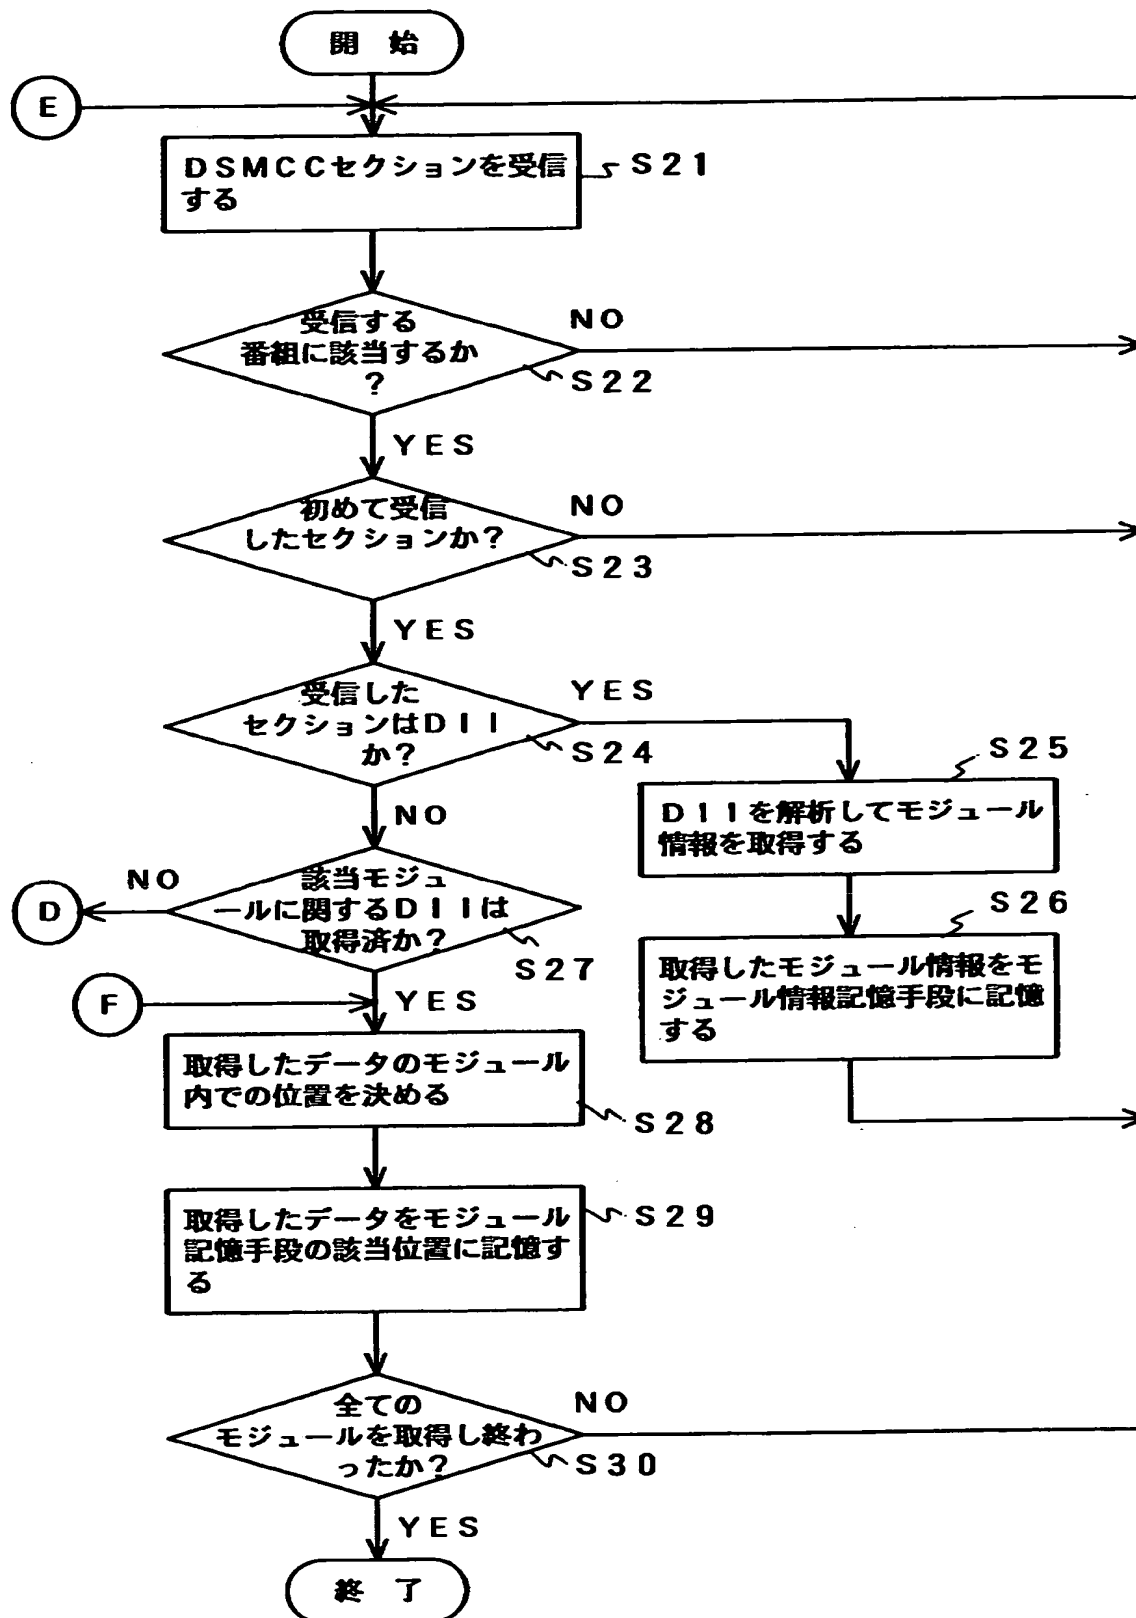 開 始
E
DSMCCセクションを受信
する
S21
受信する
番組に該当するか
?
NO
S22
YES
初めて受信
したセクションか?
NO
S23
YES
受信した
セクションはDII
か?
YES
S24
NO
S25
DIIを解析してモジュール
情報を取得する
S26
取得したモジュール情報をモ
ジュール情報記憶手段に記憶
する
NO
D
該当モジュ
ールに関するDIIは
取得済か?
S27
YES
F
取得したデータのモジュール
内での位置を決める
S28
取得したデータをモジュール
記憶手段の該当位置に記憶す
る
S29
全ての
モジュールを取得し終わ
ったか?
NO
S30
YES
終 了